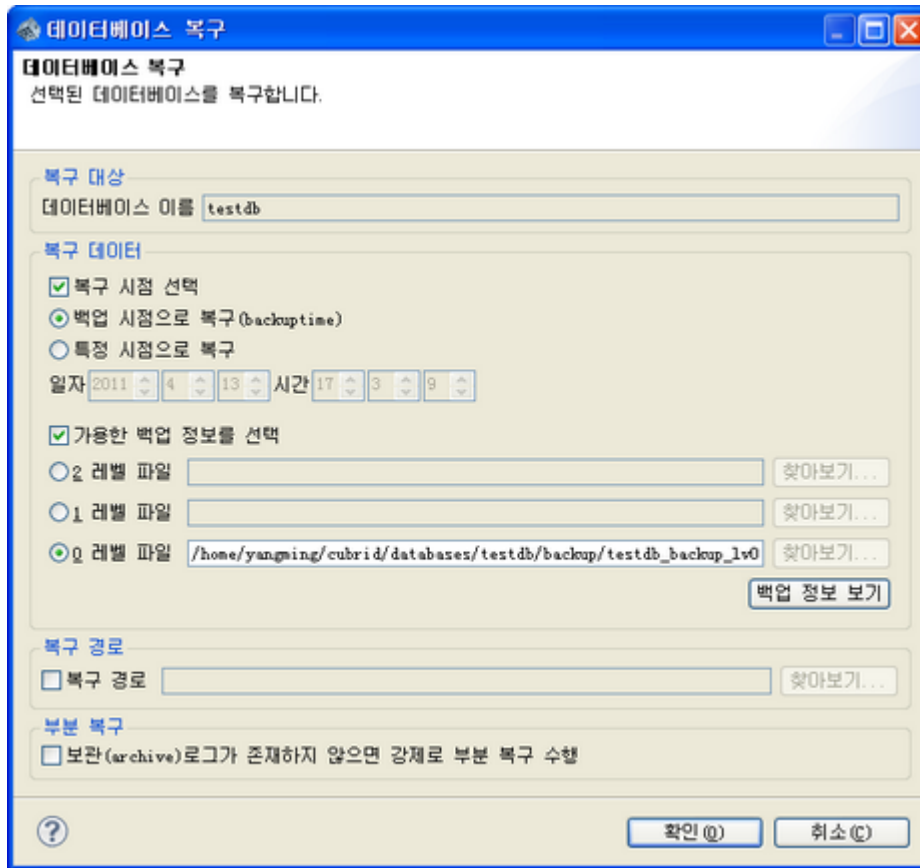 데이터베이스 복구
데이터베이스 복구
선택된 데이터베이스를 복구합니다.
복구 대상
데이터베이스 이름 testdb
복구 데이터
복구 시점 선택
백업 시점으로 복구(backuptime)
특정 시점으로 복구
일자 2011 4 13 시간 17 3 9
가용한 백업 정보를 선택
2 레벨 파일 찾아보기...
1 레벨 파일 찾아보기...
0 레벨 파일 /home/yangming/cubrid/databases/testdb/backup/testdb_backup_lv0 찾아보기...
백업 정보 보기
복구 경로
복구 경로 찾아보기...
부분 복구
보관(archive)로그가 존재하지 않으면 강제로 부분 복구 수행
? 확인(O) 취소(C)